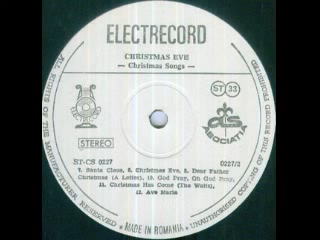 ELECTRECORD
CHRISTMAS EVE
— Christmas Songs —
ST 33
ASOCIATIA
STEREO
ST-CS 0227
0227/2
7. Santa Claus, 8. Christmas Eve, 9. Dear Father
Christmas (A Letter), 10. God Pray, Oh God Pray,
11. Christmas Has Come (The Waits),
12. Ave Maria
ALL RIGHTS OF THE MANUFACTURER RESERVED
MADE IN ROMANIA
UNAUTHORISED COPYING OF THIS RECORD PROHIBITED